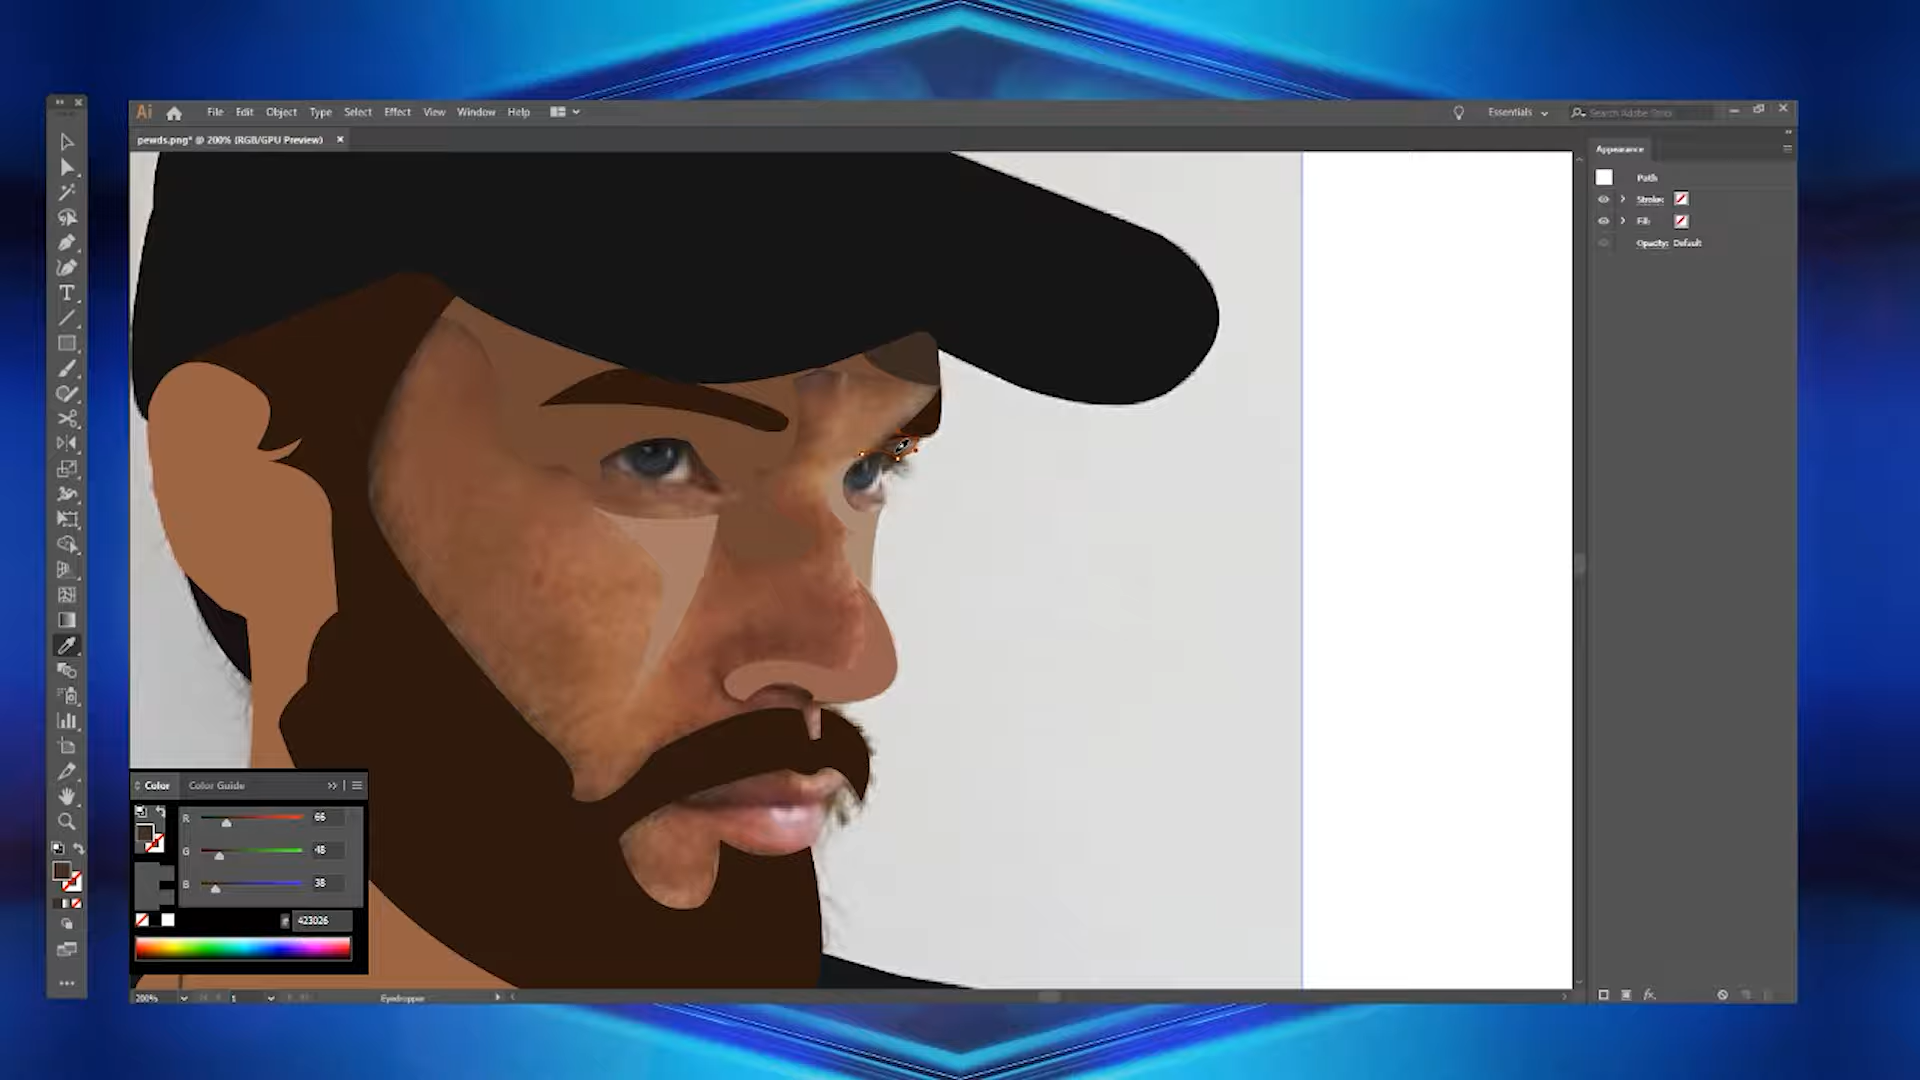 Ai File Edit Object Type Select Effect View Window Help Essentials Search Adobe Stock
pewds.png* @ 200% (RGB/GPU Preview)
Appearance
Path
Stroke:
Fill:
Opacity: Default
Color Color Guide
R 66
G 48
B 38
# 423026
200% 1 Eyedropper
fx